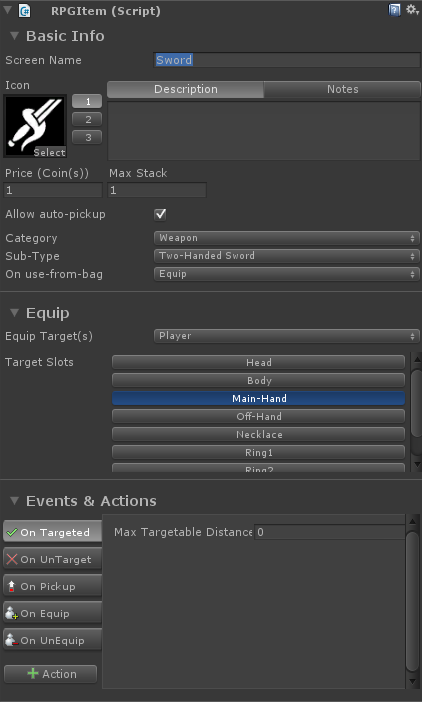 RPGItem (Script)
Basic Info
Screen Name Sword
Icon 1 Description Notes
2
3
Select
Price (Coin(s)) Max Stack
1 1
Allow auto-pickup
Category Weapon
Sub-Type Two-Handed Sword
On use-from-bag Equip
Equip
Equip Target(s) Player
Target Slots Head
Body
Main-Hand
Off-Hand
Necklace
Ring1
Ring2
Events & Actions
On Targeted Max Targetable Distance 0
On UnTarget
On Pickup
On Equip
On UnEquip
Action